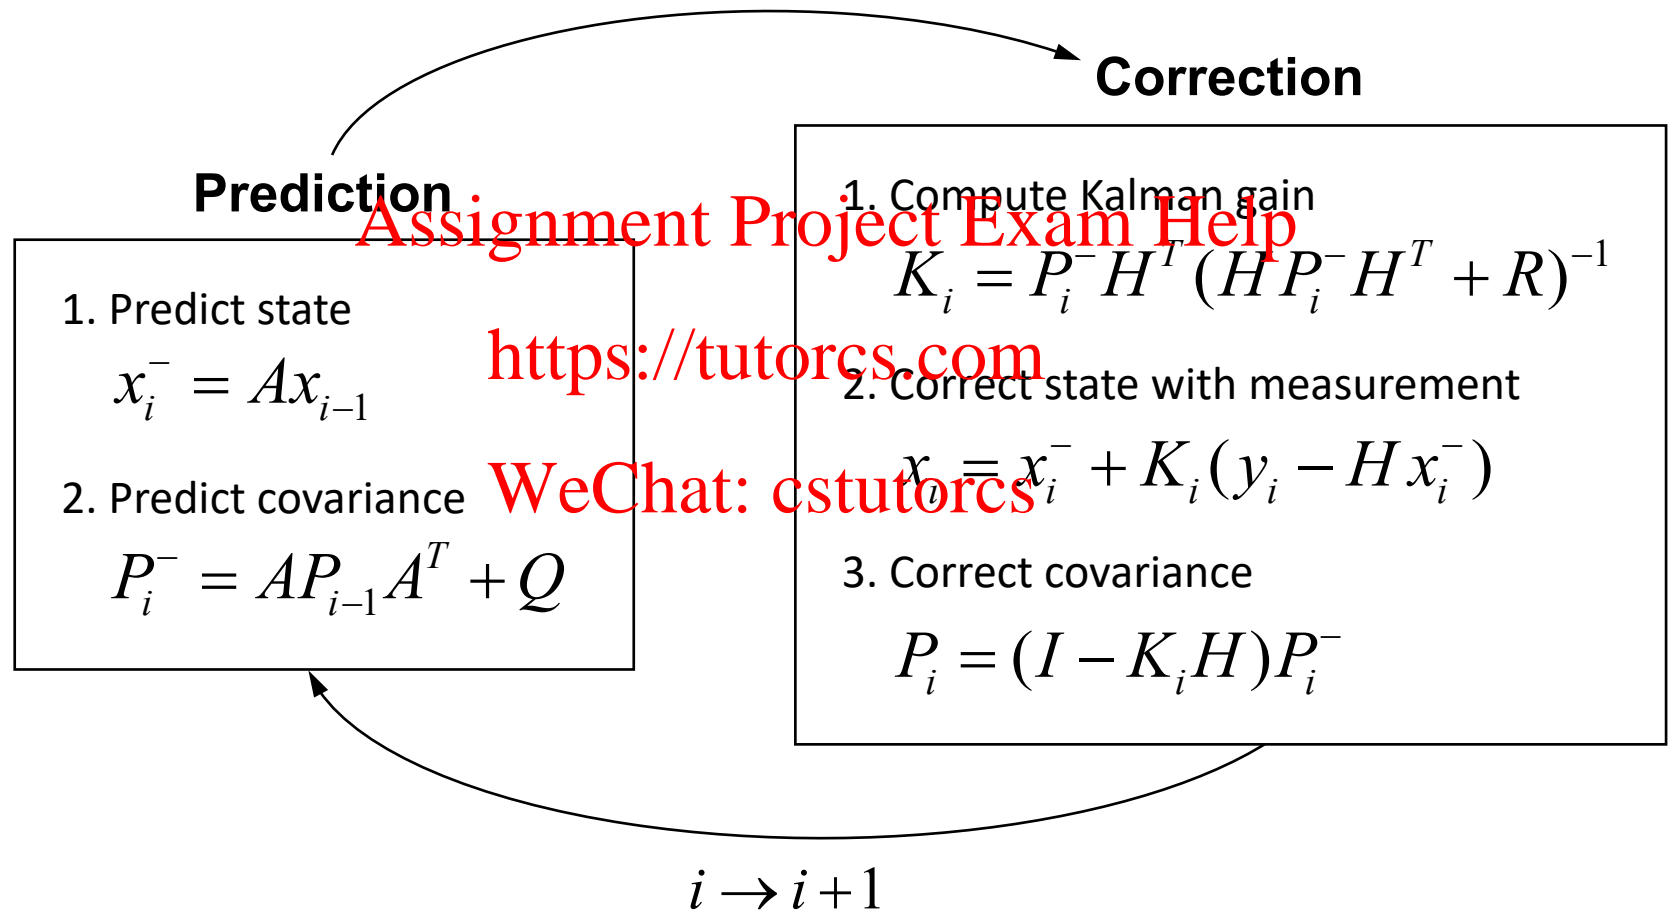 Prediction
1. Predict state
x_i^- = Ax_{i-1}
2. Predict covariance
P_i^- = AP_{i-1}A^T + Q
Correction
1. Compute Kalman gain
K_i = P_i^- H^T (H P_i^- H^T + R)^{-1}
2. Correct state with measurement
x_i = x_i^- + K_i (y_i - H x_i^-)
3. Correct covariance
P_i = (I - K_i H) P_i^-
i → i + 1
Assignment Project Exam Help
https://tutorcs.com
WeChat: cstutorcs